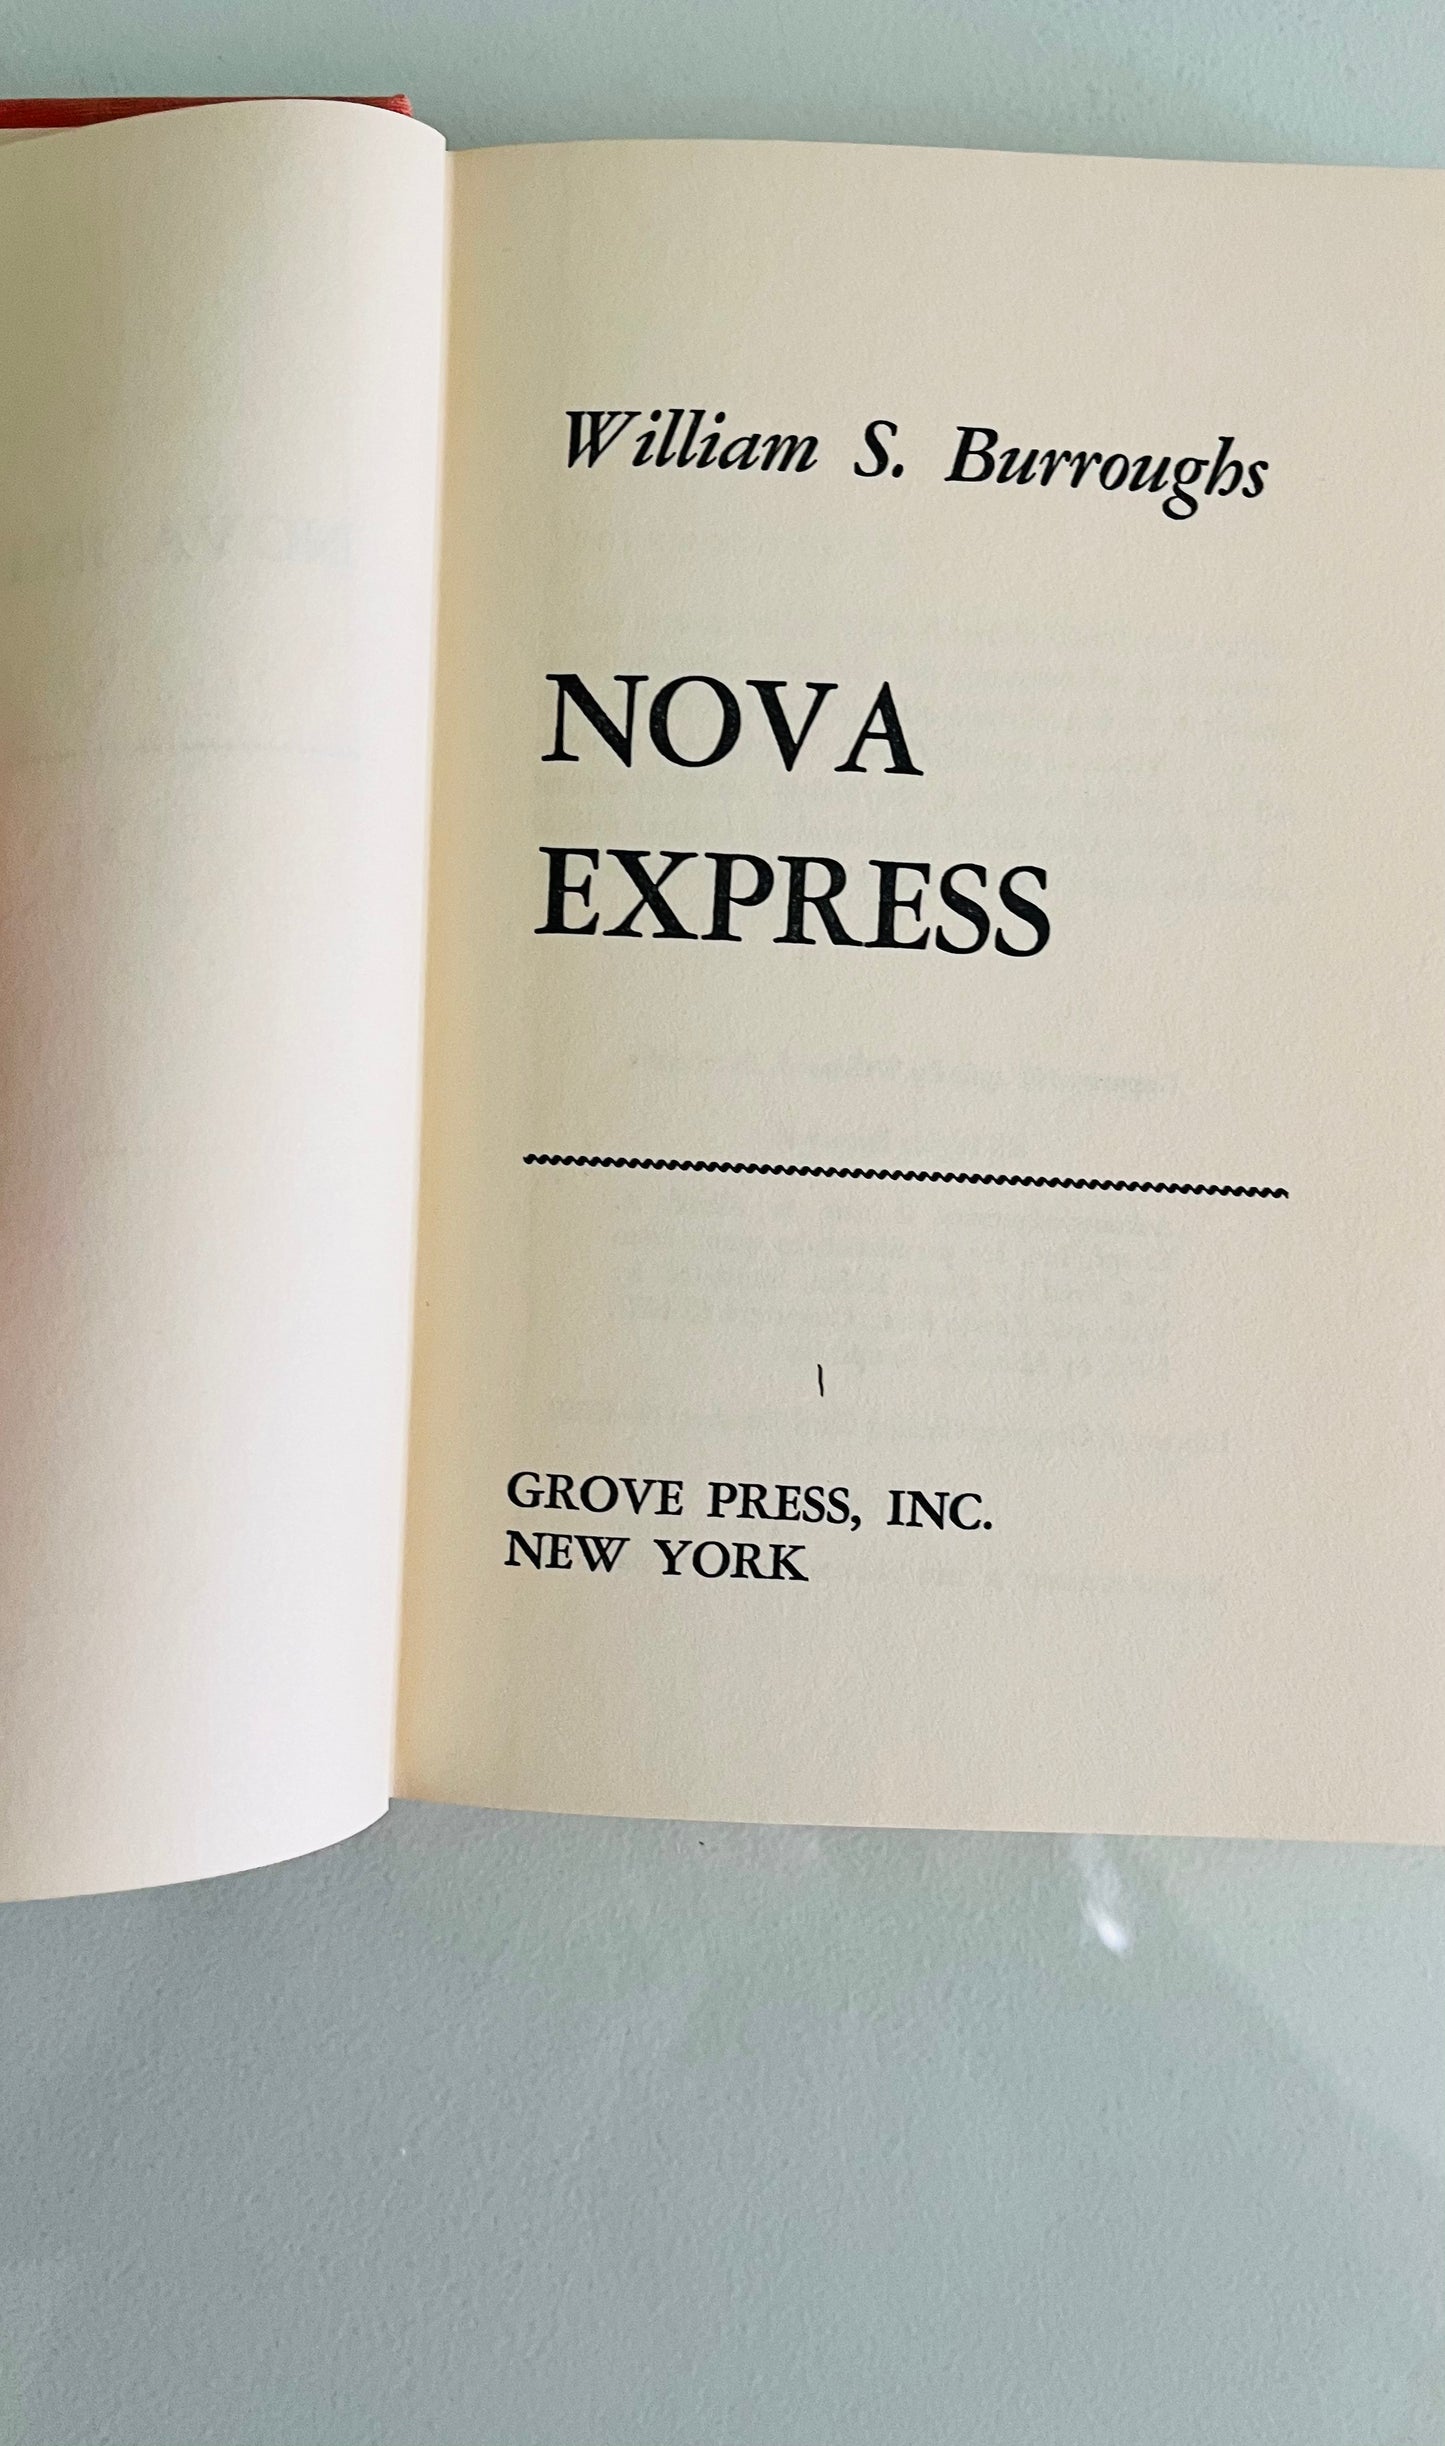 William S. Burroughs
NOVA
EXPRESS
GROVE PRESS, INC.
NEW YORK